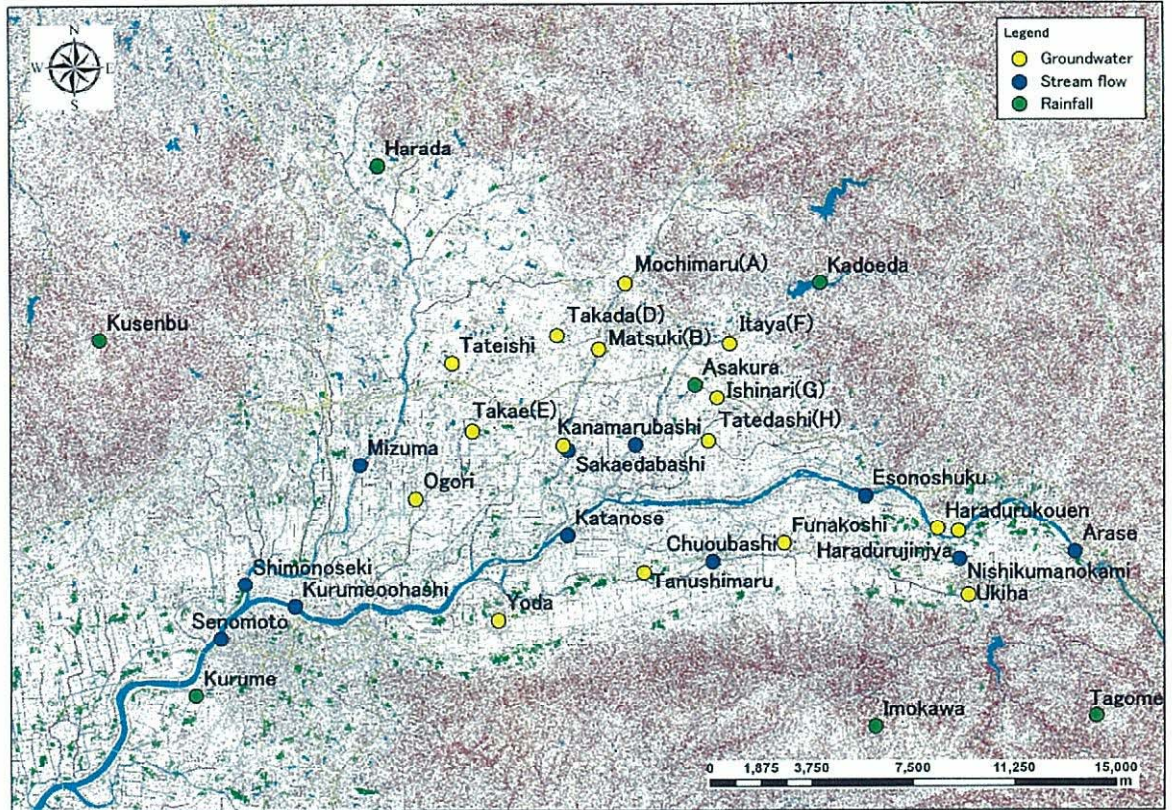 N
W E
S
Legend
Groundwater
Stream flow
Rainfall
Harada
Mochimaru(A)
Kadoeda
Kusenbu
Takada(D)
Itaya(F)
Matsuki(B)
Tateishi
Asakura
Ishinari(G)
Takae(E)
Kanamarubashi
Tatedashi(H)
Mizuma
Sakaedabashi
Ogori
Esonoshuku
Katanose
Funakoshi
Haradurukouen
Chuoubashi
Haradurujinjya
Arase
Shimonoseki
Tanushimaru
Nishikumanokami
Kurumeoohashi
Yoda
Ukiha
Senomoto
Kurume
Imokawa
Tagome
0 1,875 3,750 7,500 11,250 15,000
m